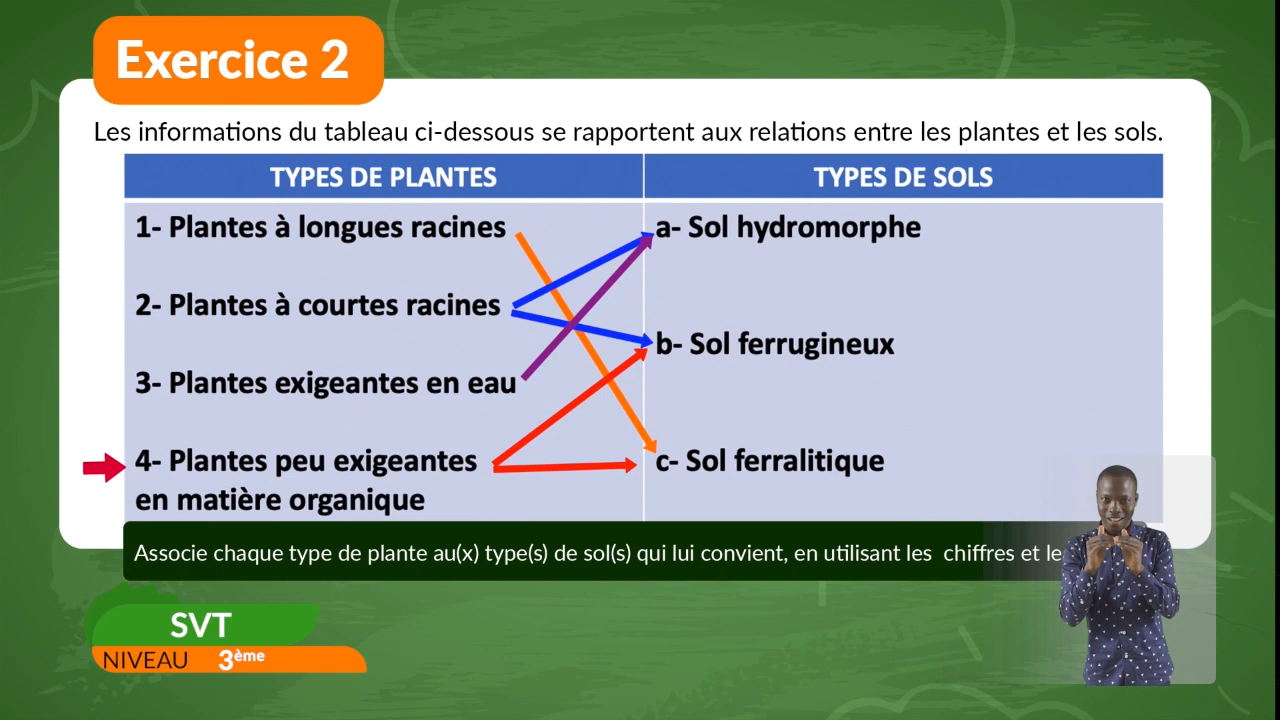 Exercice 2
Les informations du tableau ci-dessous se rapportent aux relations entre les plantes et les sols.
TYPES DE PLANTES TYPES DE SOLS
1- Plantes à longues racines a- Sol hydromorphe
2- Plantes à courtes racines
b- Sol ferrugineux
3- Plantes exigeantes en eau
4- Plantes peu exigeantes c- Sol ferralitique
en matière organique
Associe chaque type de plante au(x) type(s) de sol(s) qui lui convient, en utilisant les chiffres et
SVT
NIVEAU 3ème